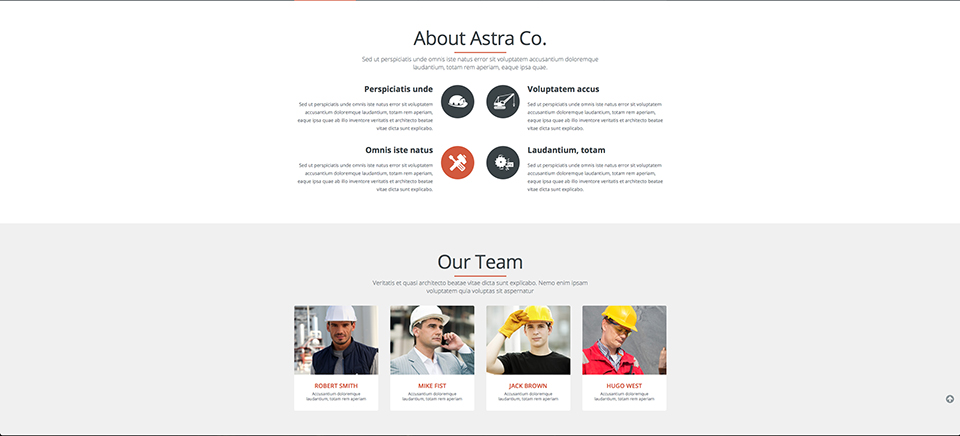 About Astra Co.
Sed ut perspiciatis unde omnis iste natus error sit voluptatem accusantium doloremque
laudantium, totam rem aperiam, eaque ipsa quae.
Perspiciatis unde
Sed ut perspiciatis unde omnis iste natus error sit voluptatem
accusantium doloremque laudantium, totam rem aperiam,
eaque ipsa quae ab illo inventore veritatis et architecto beatae
vitae dicta sunt explicabo.
Voluptatem accus
Sed ut perspiciatis unde omnis iste natus error sit voluptatem
accusantium doloremque laudantium, totam rem aperiam,
eaque ipsa quae ab illo inventore veritatis et architecto beatae
vitae dicta sunt explicabo.
Omnis iste natus
Sed ut perspiciatis unde omnis iste natus error sit voluptatem
accusantium doloremque laudantium, totam rem aperiam,
eaque ipsa quae ab illo inventore veritatis et architecto beatae
vitae dicta sunt explicabo.
Laudantium, totam
Sed ut perspiciatis unde omnis iste natus error sit voluptatem
accusantium doloremque laudantium, totam rem aperiam,
eaque ipsa quae ab illo inventore veritatis et architecto beatae
vitae dicta sunt explicabo.
Our Team
Veritatis et quasi architecto beatae vitae dicta sunt explicabo. Nemo enim ipsam
voluptatem quia voluptas sit aspernatur
ROBERT SMITH
Accusantium doloremque
laudantium, totam rem aperiam
MIKE FIST
Accusantium doloremque
laudantium, totam rem aperiam
JACK BROWN
Accusantium doloremque
laudantium, totam rem aperiam
HUGO WEST
Accusantium doloremque
laudantium, totam rem aperiam